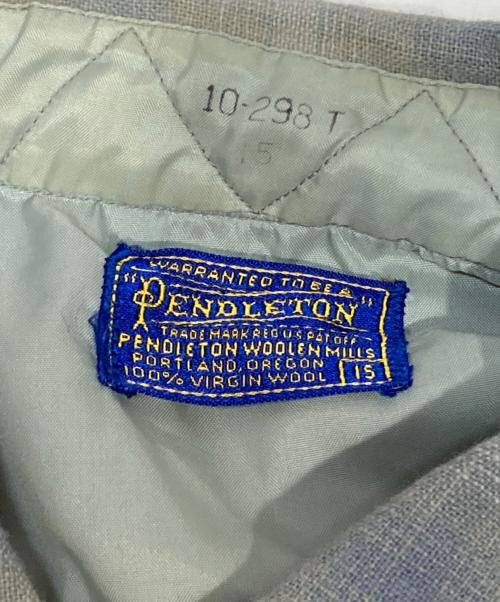 10-298 T
15
WARRANTED TO BE A
"PENDLETON"
TRADE MARK REG U.S. PAT OFF.
PENDLETON WOOLEN MILLS
PORTLAND, OREGON
100% VIRGIN WOOL
15